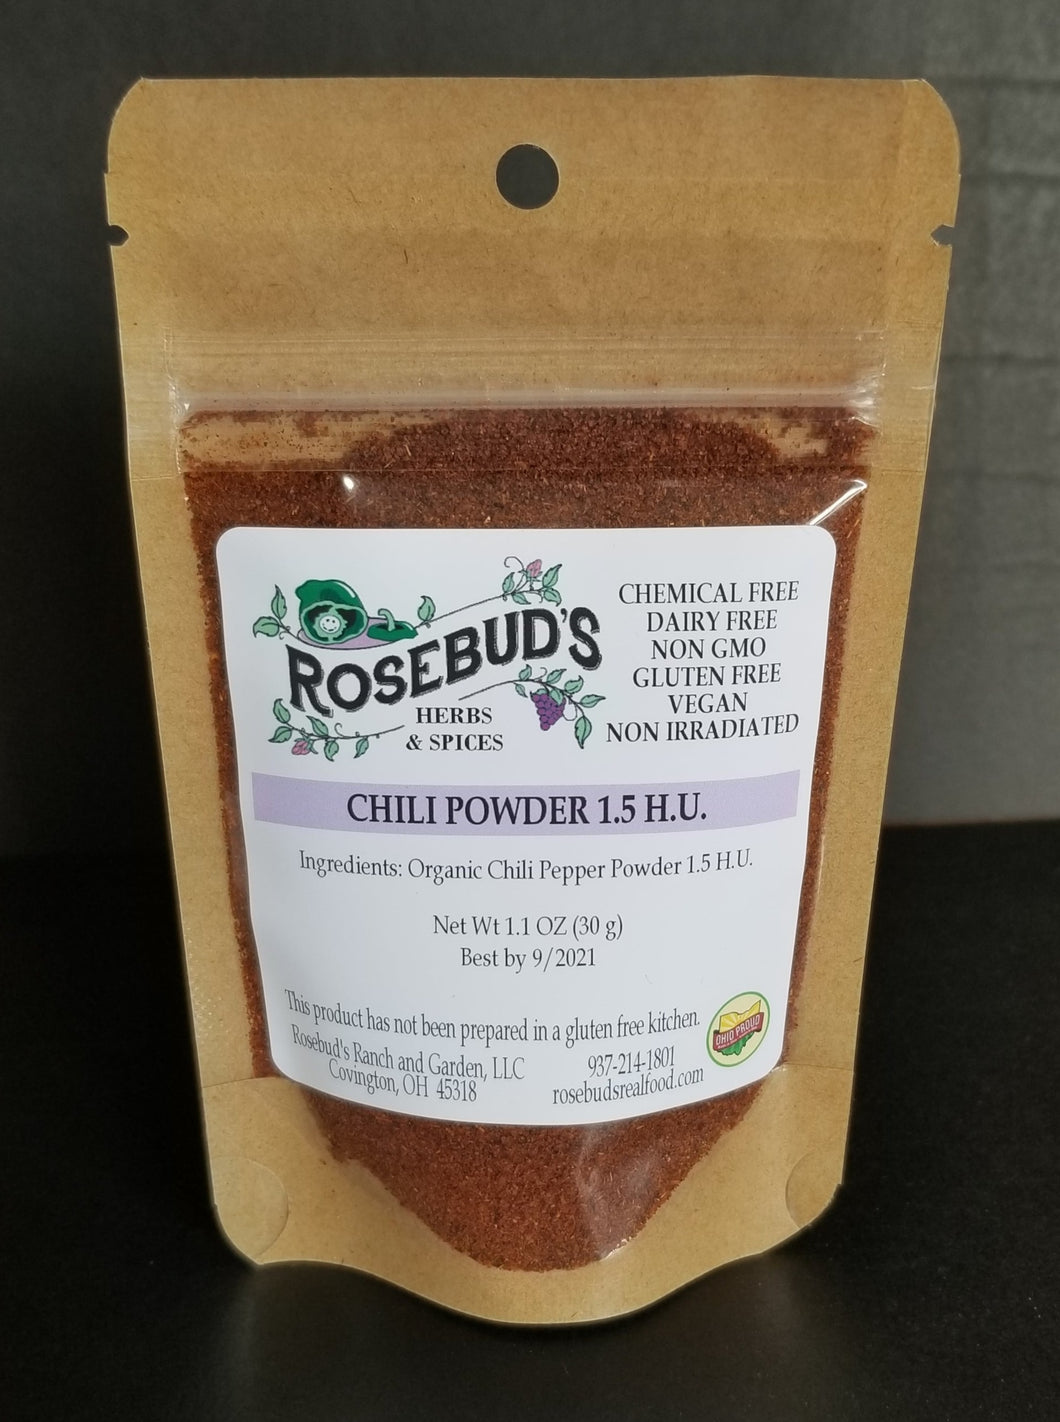 ROSEBUD'S
HERBS
& SPICES
CHEMICAL FREE
DAIRY FREE
NON GMO
GLUTEN FREE
VEGAN
NON IRRADIATED
CHILI POWDER 1.5 H.U.
Ingredients: Organic Chili Pepper Powder 1.5 H.U.
Net Wt 1.1 OZ (30 g)
Best by 9/2021
This product has not been prepared in a gluten free kitchen.
Rosebud's Ranch and Garden, LLC
Covington, OH 45318
937-214-1801
rosebudsrealfood.com
OHIO PROUD